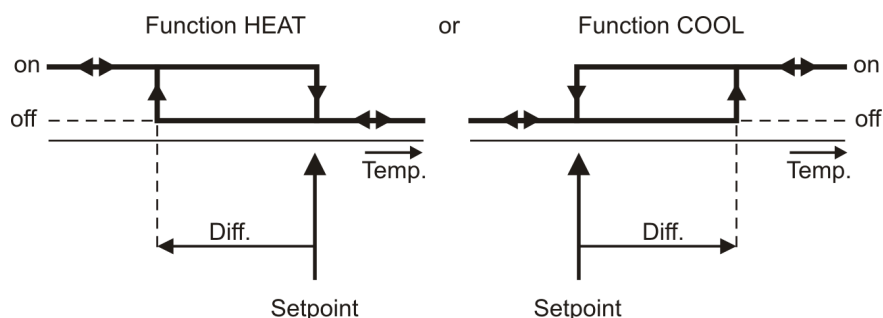 Function HEAT or Function COOL
on on
off off
Temp. Temp.
Diff. Diff.
Setpoint Setpoint